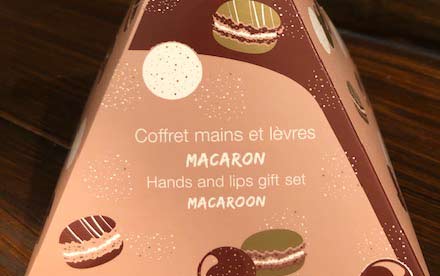 Coffret mains et lèvres
MACARON
Hands and lips gift set
MACAROON